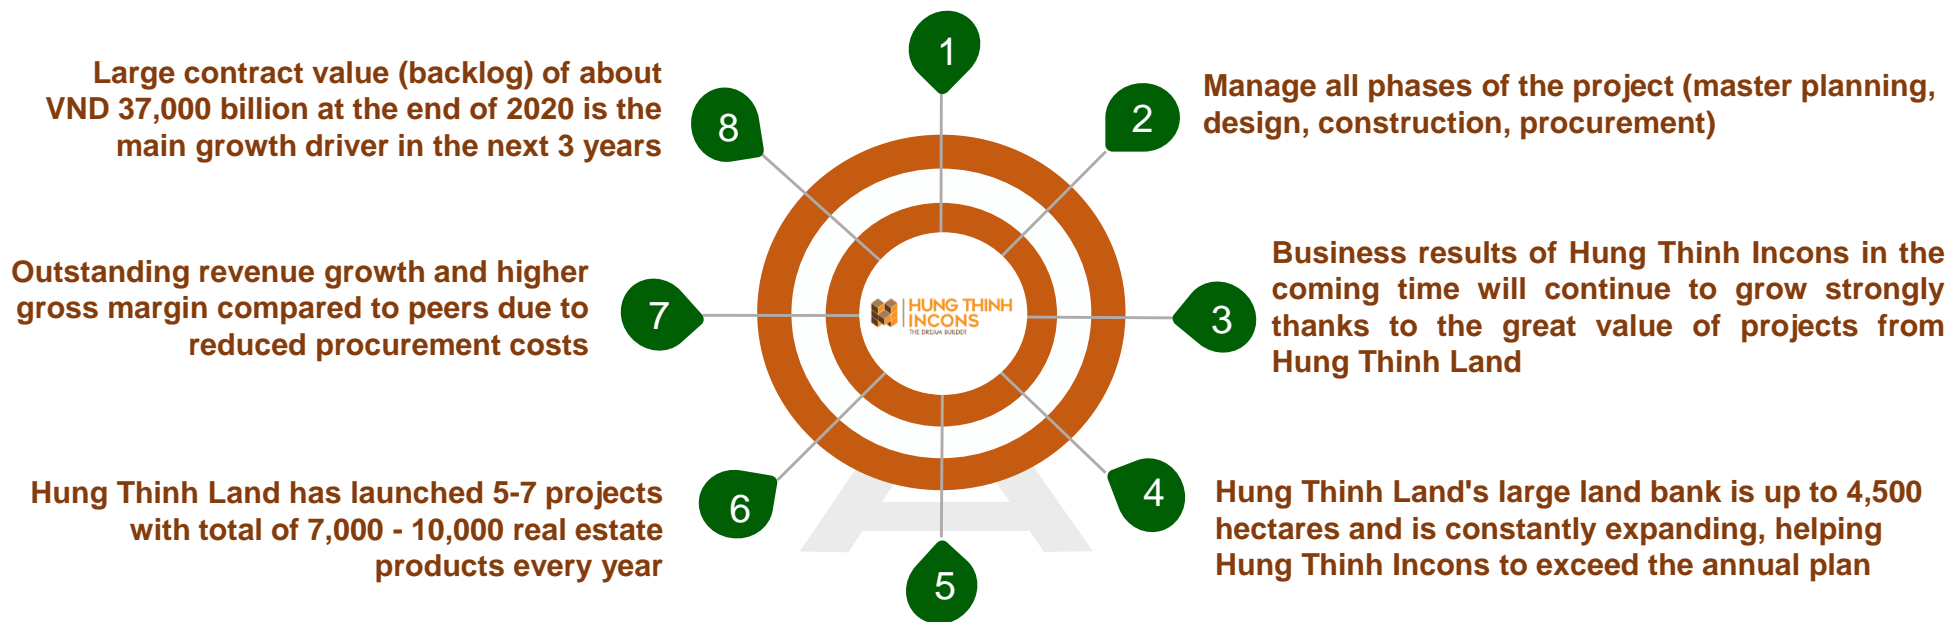 1
2
Manage all phases of the project (master planning,
design, construction, procurement)
3
Business results of Hung Thinh Incons in the
coming time will continue to grow strongly
thanks to the great value of projects from
Hung Thinh Land
4
Hung Thinh Land's large land bank is up to 4,500
hectares and is constantly expanding, helping
Hung Thinh Incons to exceed the annual plan
5
6
Hung Thinh Land has launched 5-7 projects
with total of 7,000 - 10,000 real estate
products every year
7
Outstanding revenue growth and higher
gross margin compared to peers due to
reduced procurement costs
8
Large contract value (backlog) of about
VND 37,000 billion at the end of 2020 is the
main growth driver in the next 3 years
HUNG THINH
INCONS
THE DREAM BUILDER